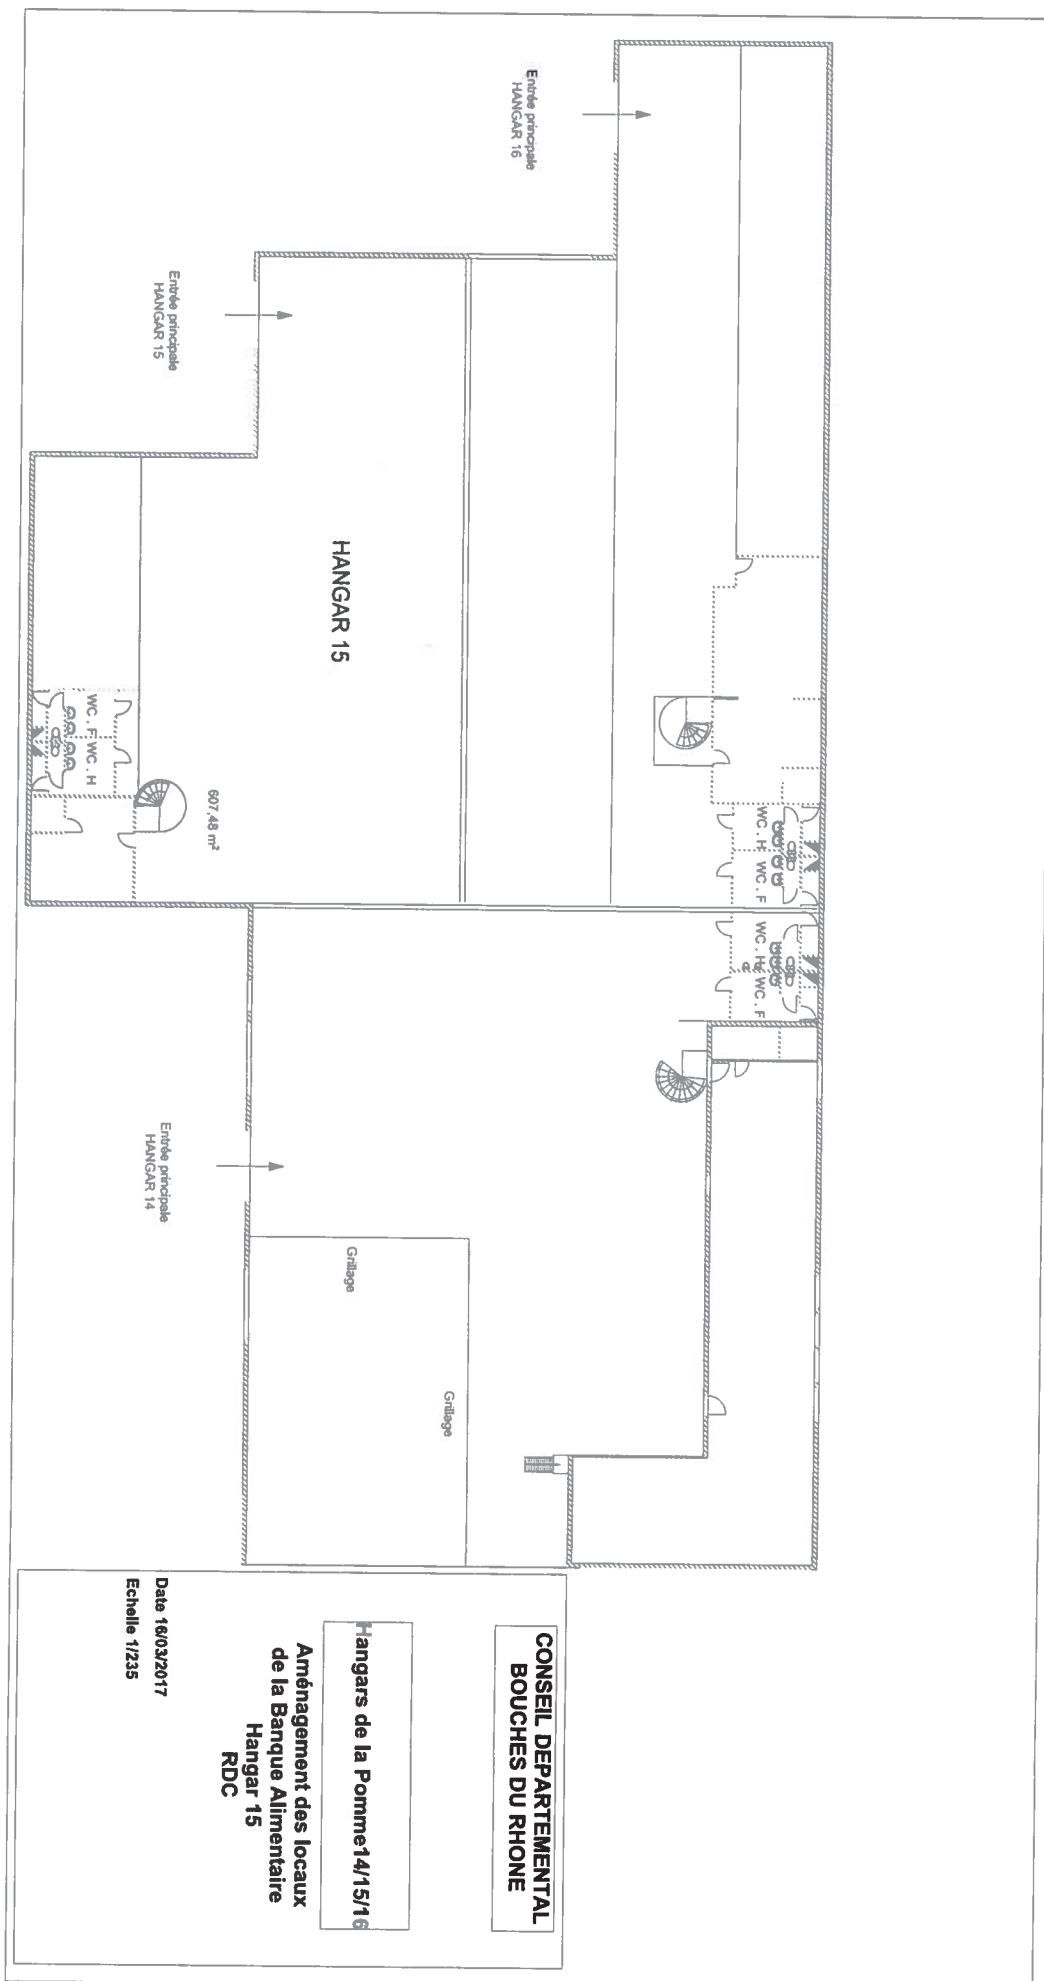 Entrée principale
HANGAR 16
Entrée principale
HANGAR 15
HANGAR 15
WC . F
WC . H
607,48 m²
WC . H
WC . F
WC . H
WC . F
Entrée principale
HANGAR 14
Grillage
Grillage
CONSEIL DEPARTEMENTAL
BOUCHES DU RHONE
Hangars de la Pomme14/15/16
Aménagement des locaux
de la Banque Alimentaire
Hangar 15
RDC
Date 16/03/2017
Echelle 1/235